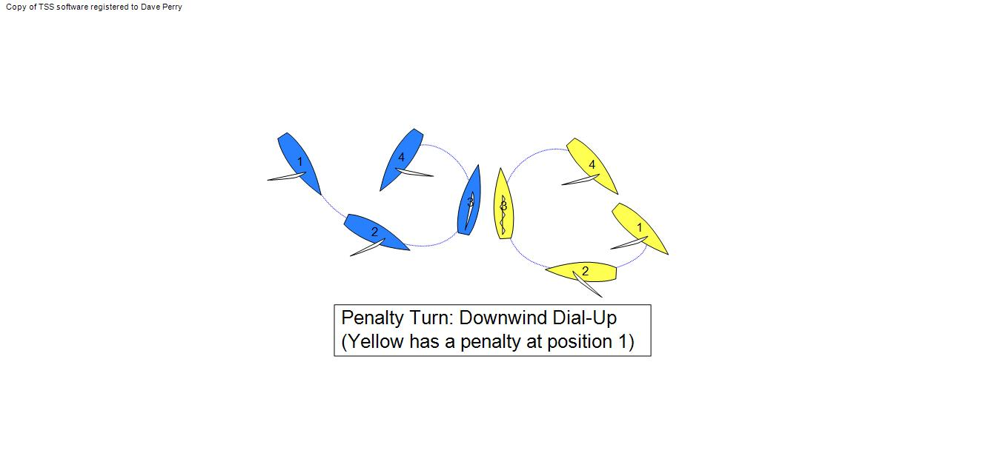 Copy of TSS software registered to Dave Perry
1
4
4
3
3
1
2
2
Penalty Turn: Downwind Dial-Up
(Yellow has a penalty at position 1)